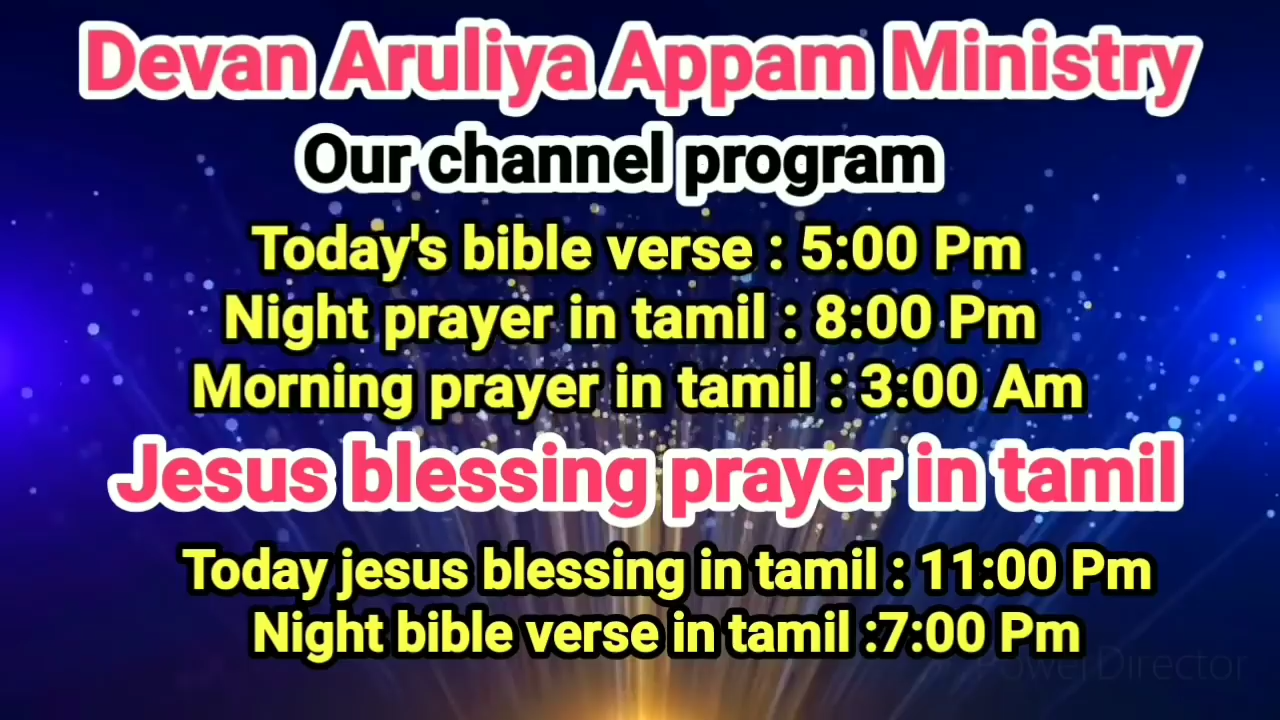 Devan Aruliya Appam Ministry
Our channel program
Today's bible verse : 5:00 Pm
Night prayer in tamil : 8:00 Pm
Morning prayer in tamil : 3:00 Am
Jesus blessing prayer in tamil
Today jesus blessing in tamil : 11:00 Pm
Night bible verse in tamil :7:00 Pm
PowerDirector